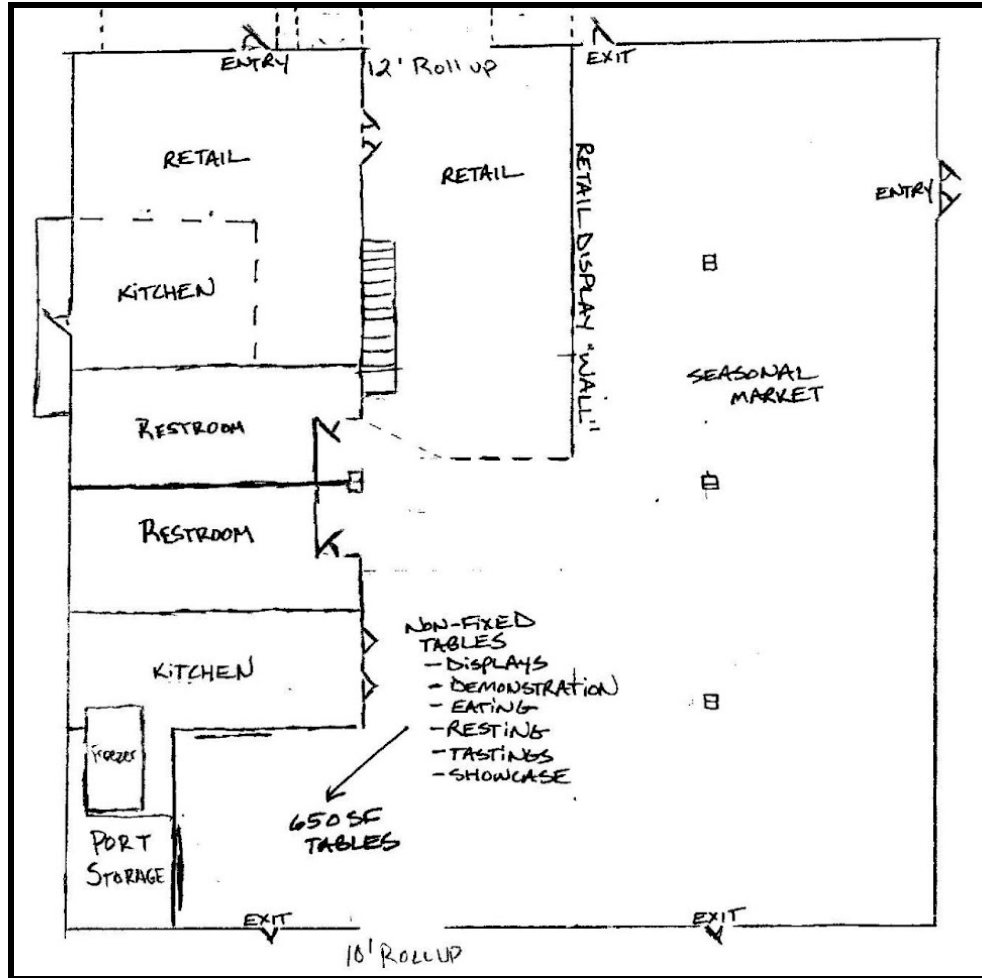 ENTRY
12' Roll up
EXIT
RETAIL
RETAIL
RETAIL DISPLAY "WALL"
ENTRY
KITCHEN
SEASONAL
MARKET
RESTROOM
RESTROOM
NON-FIXED
TABLES
- DISPLAYS
- DEMONSTRATION
- EATING
- RESTING
- TASTINGS
- SHOWCASE
KITCHEN
Freezer
650 SF
TABLES
PORT
STORAGE
EXIT
EXIT
10' ROLLUP